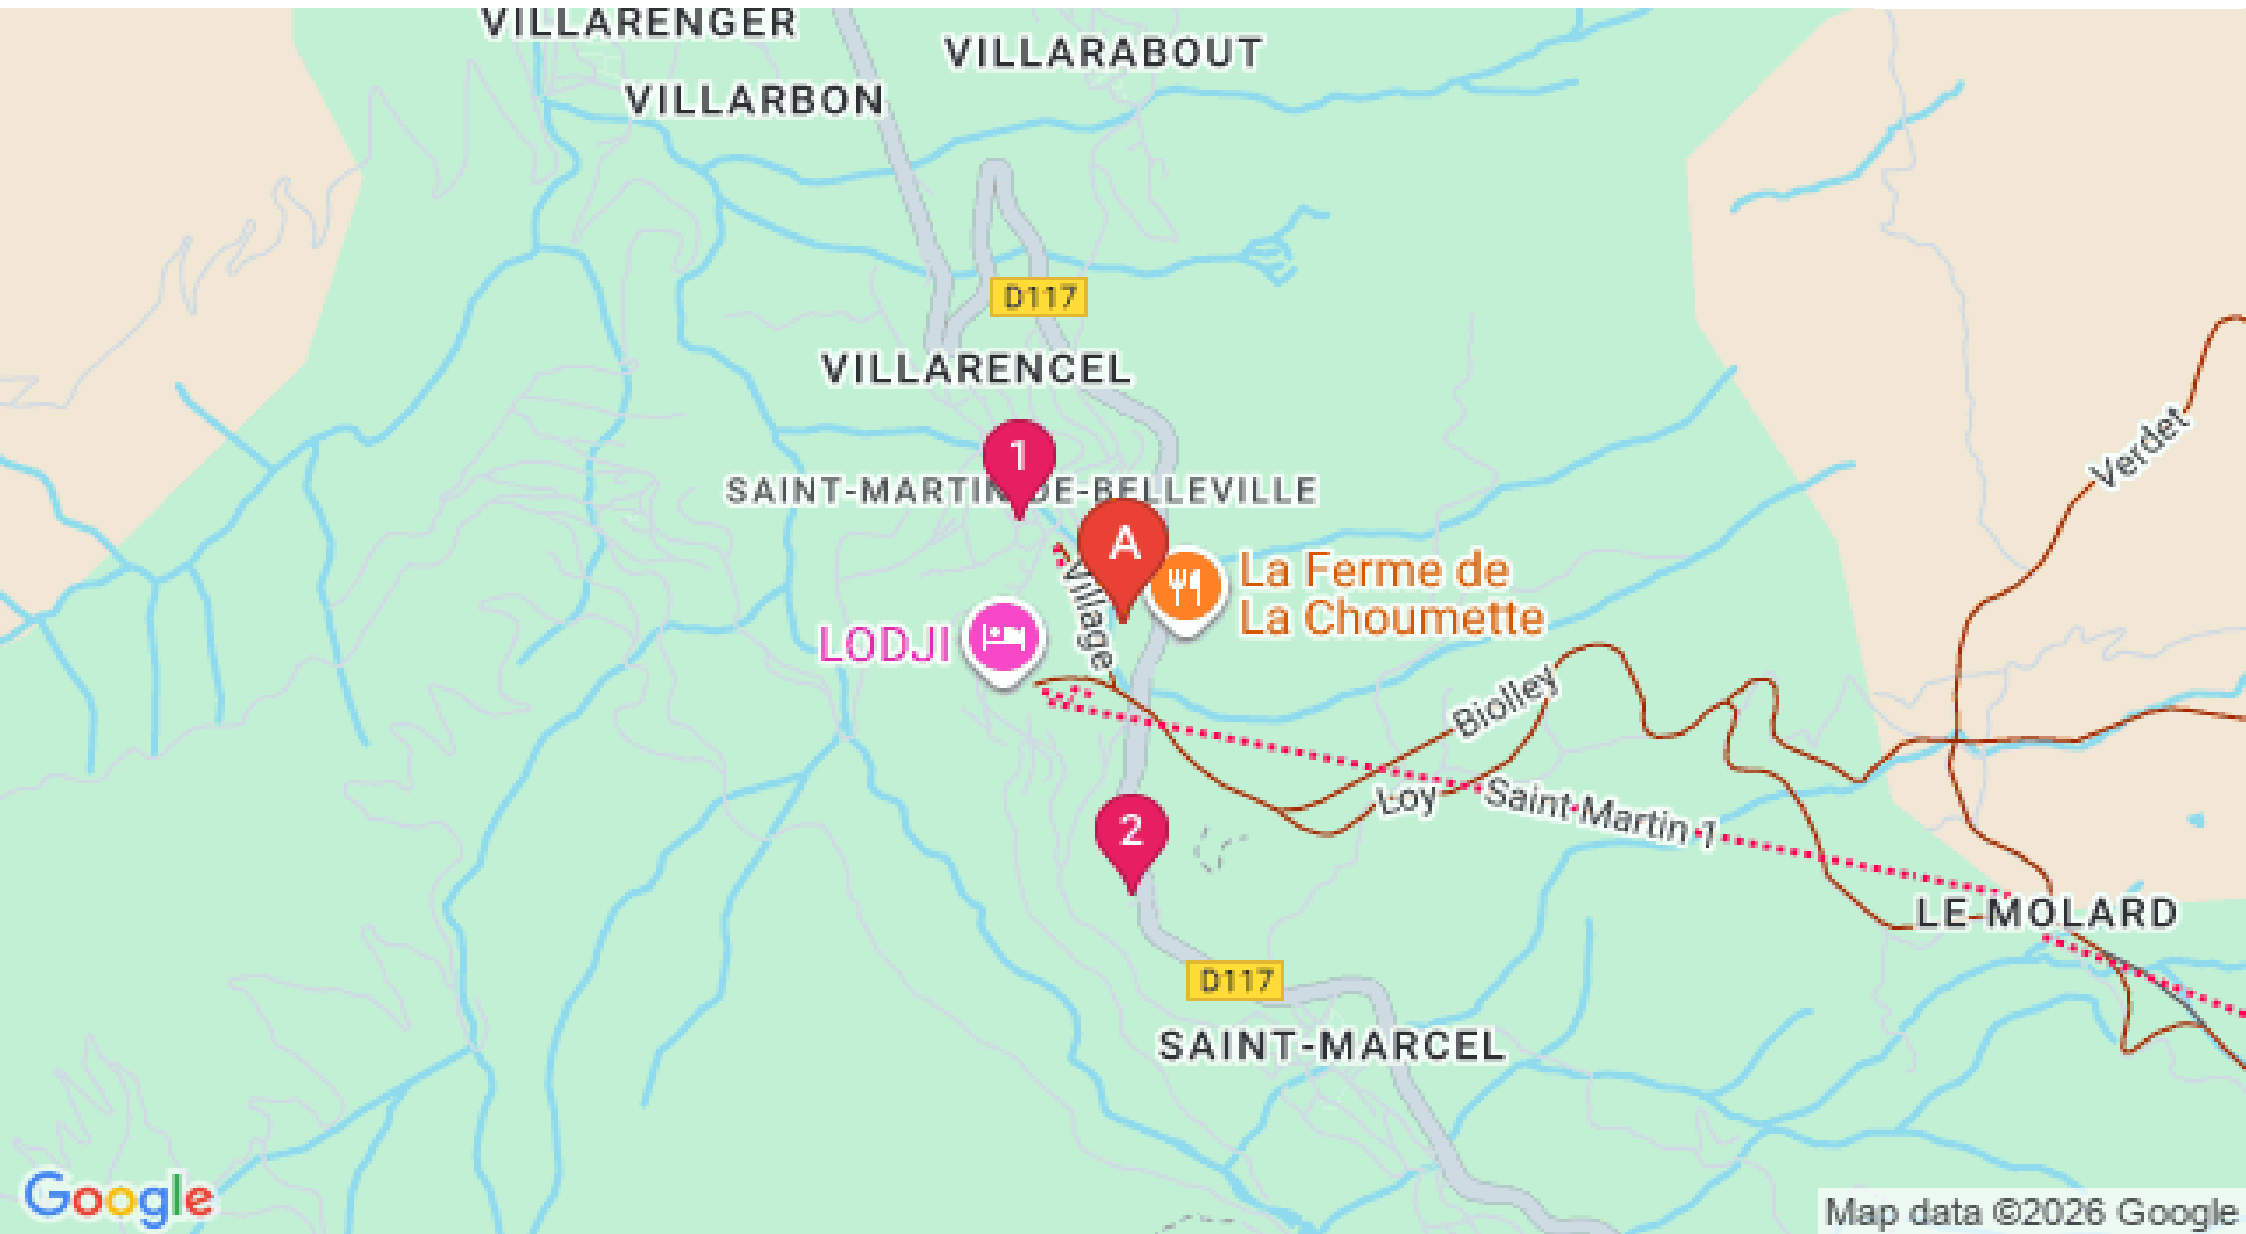 VILLARENGER
VILLARABOUT
VILLARBON
D117
VILLARENCEL
Verdet
1
SAINT-MARTIN-DE-BELLEVILLE
A
La Ferme de
La Choumette
Village
LODJI
Biolley
Loy
Saint-Martin 1
2
LE MOLARD
D117
SAINT-MARCEL
Google
Map data ©2026 Google